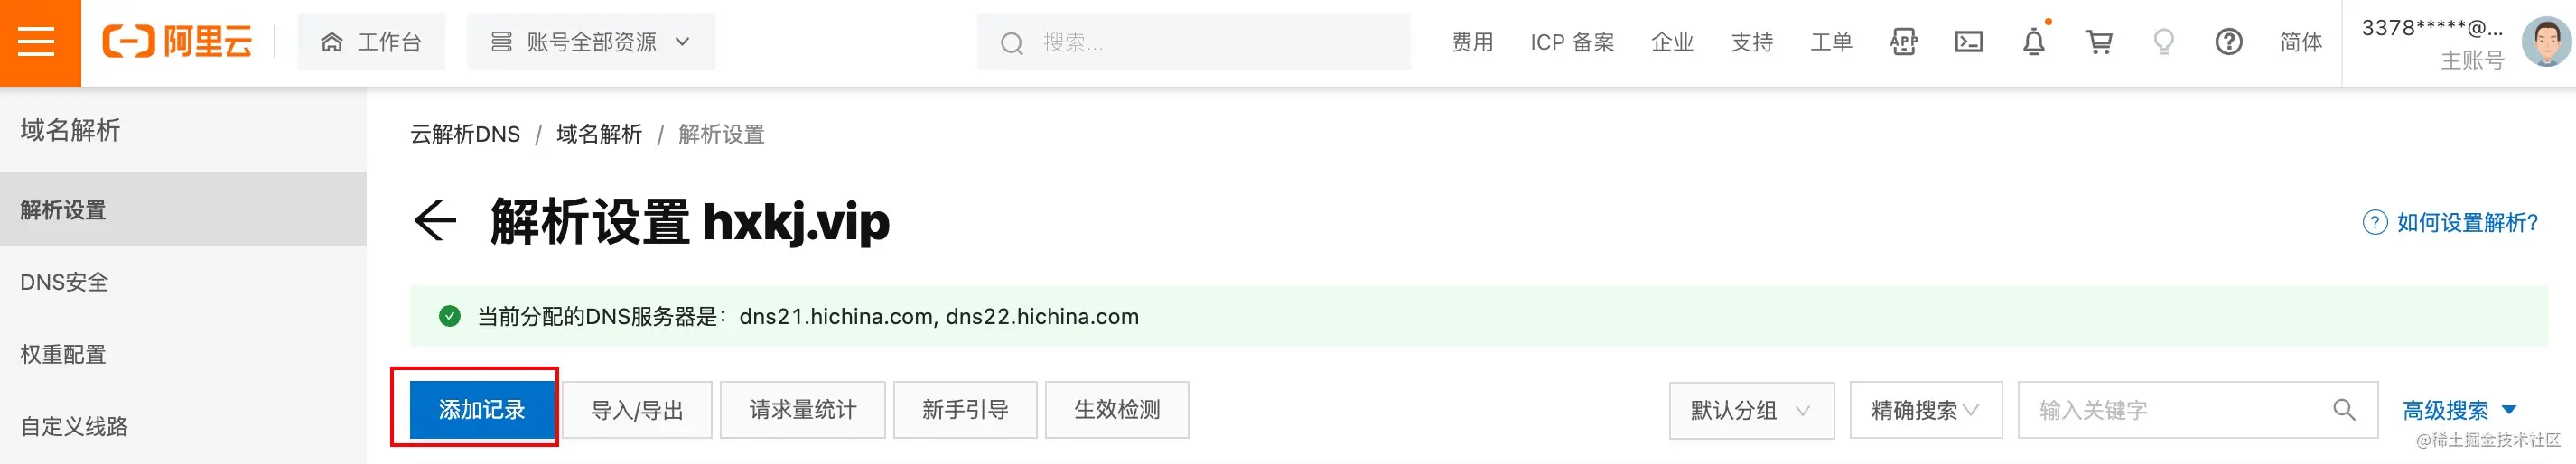 阿里云 工作台 账号全部资源 搜索... 费用 ICP 备案 企业 支持 工单 APP 简体 3378*****@...
主账号
域名解析
解析设置
DNS安全
权重配置
自定义线路
云解析DNS / 域名解析 / 解析设置
解析设置 hxkj.vip
如何设置解析?
当前分配的DNS服务器是：dns21.hichina.com, dns22.hichina.com
添加记录 导入/导出 请求量统计 新手引导 生效检测 默认分组 精确搜索 输入关键字 高级搜索
@稀土掘金技术社区